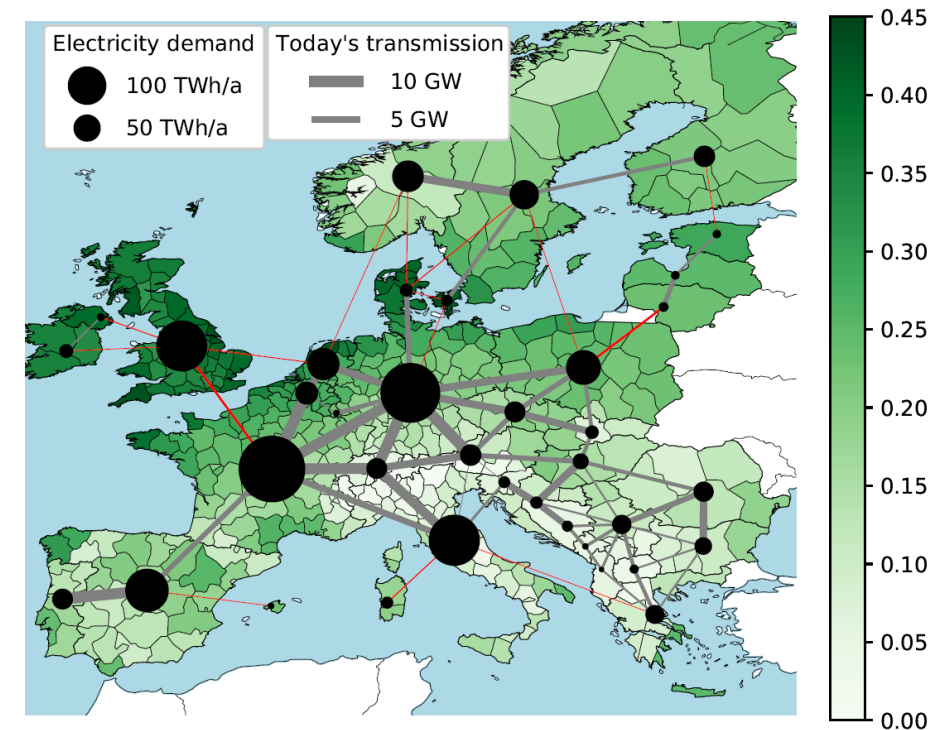 Electricity demand
100 TWh/a
50 TWh/a
Today's transmission
10 GW
5 GW
0.45
0.40
0.35
0.30
0.25
0.20
0.15
0.10
0.05
0.00